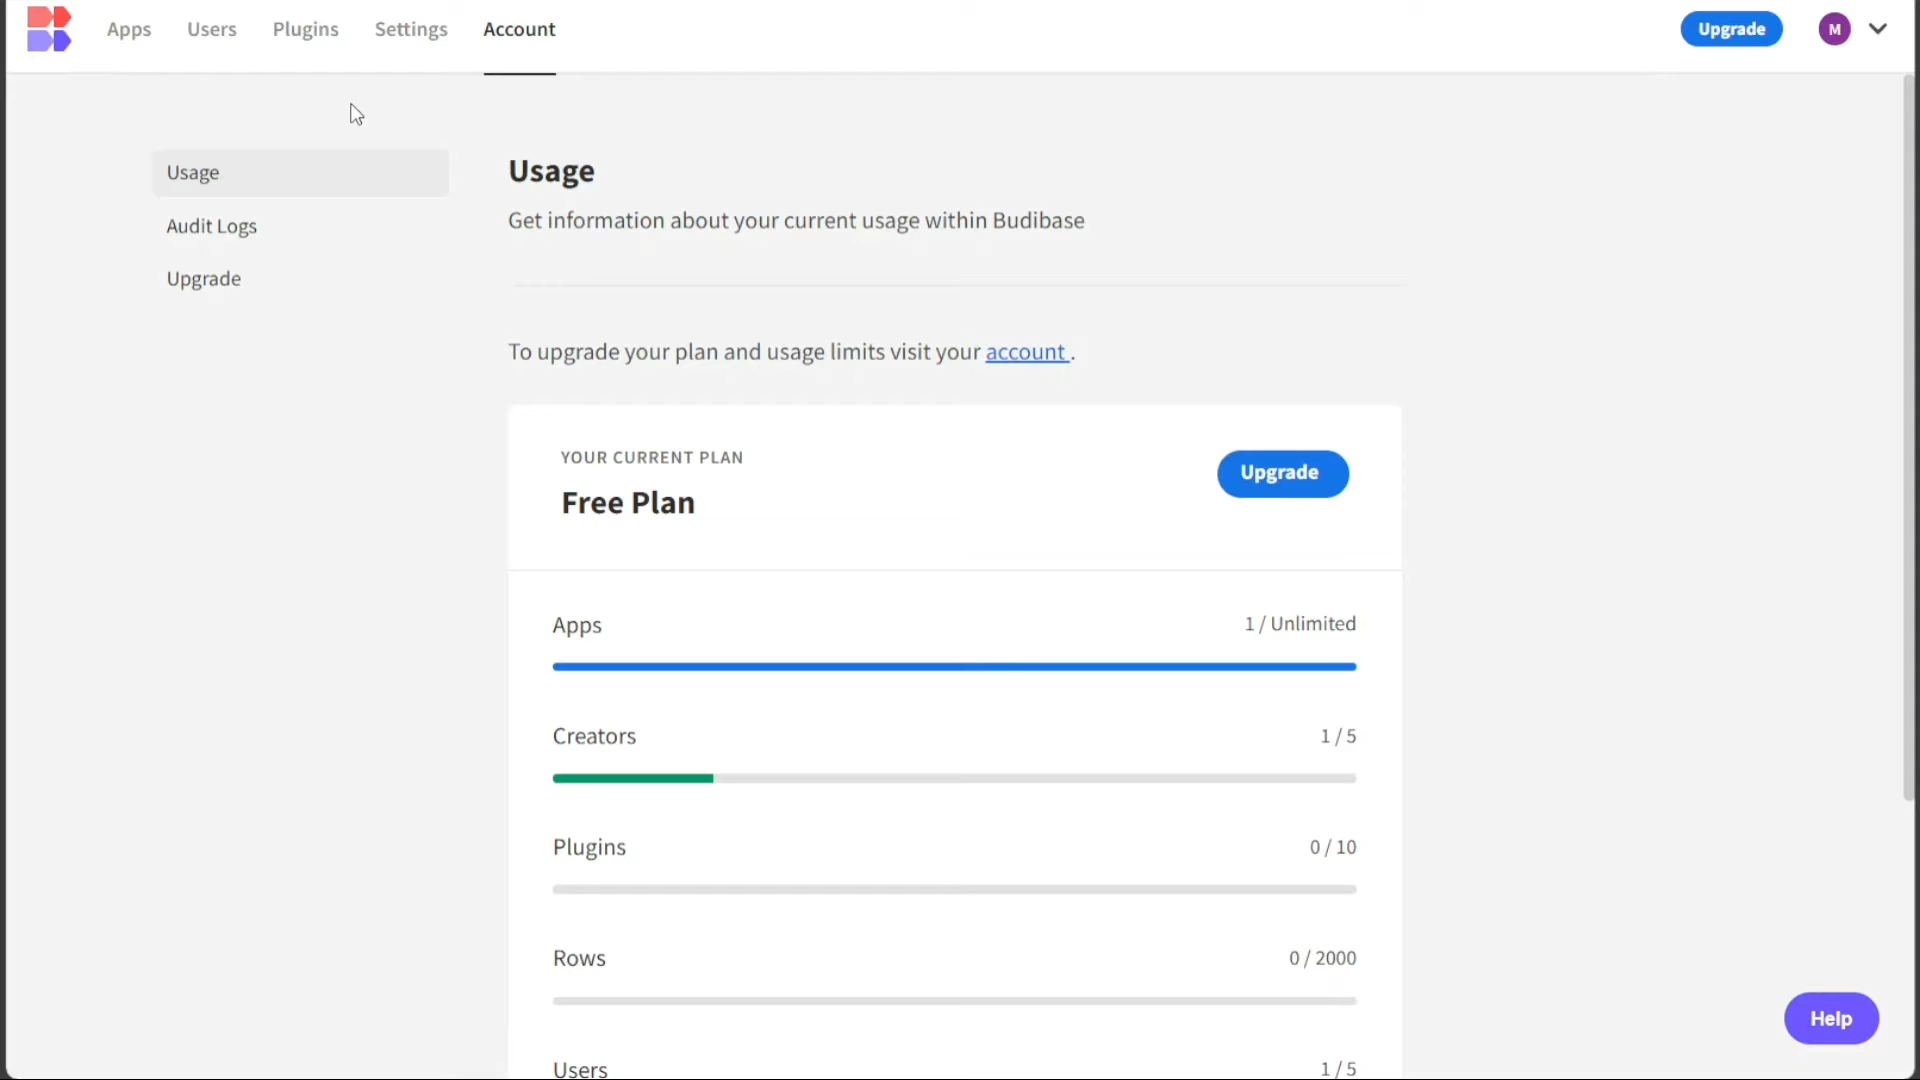 Apps Users Plugins Settings Account Upgrade M
Usage
Audit Logs
Upgrade
Usage
Get information about your current usage within Budibase
To upgrade your plan and usage limits visit your account .
YOUR CURRENT PLAN
Free Plan
Upgrade
Apps 1 / Unlimited
Creators 1 / 5
Plugins 0 / 10
Rows 0 / 2000
Users 1 / 5
Help